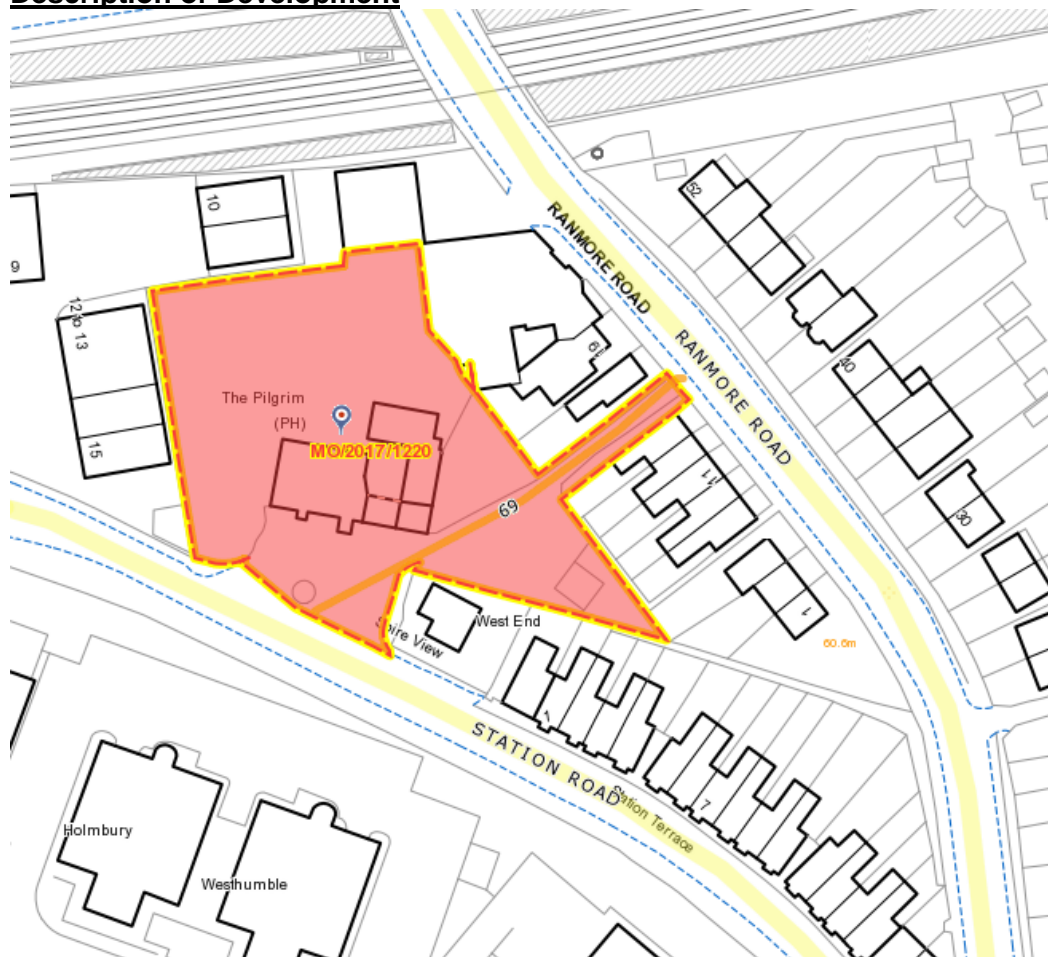 Description of Development
RANMORE ROAD
RANMORE ROAD
52
10
9
12 to 13
19
40
The Pilgrim
(PH)
MO/2017/1220
15
11
69
30
1
West End
Spire View
60.6m
STATION ROAD
1
7
Station Terrace
Holmbury
Westhumble